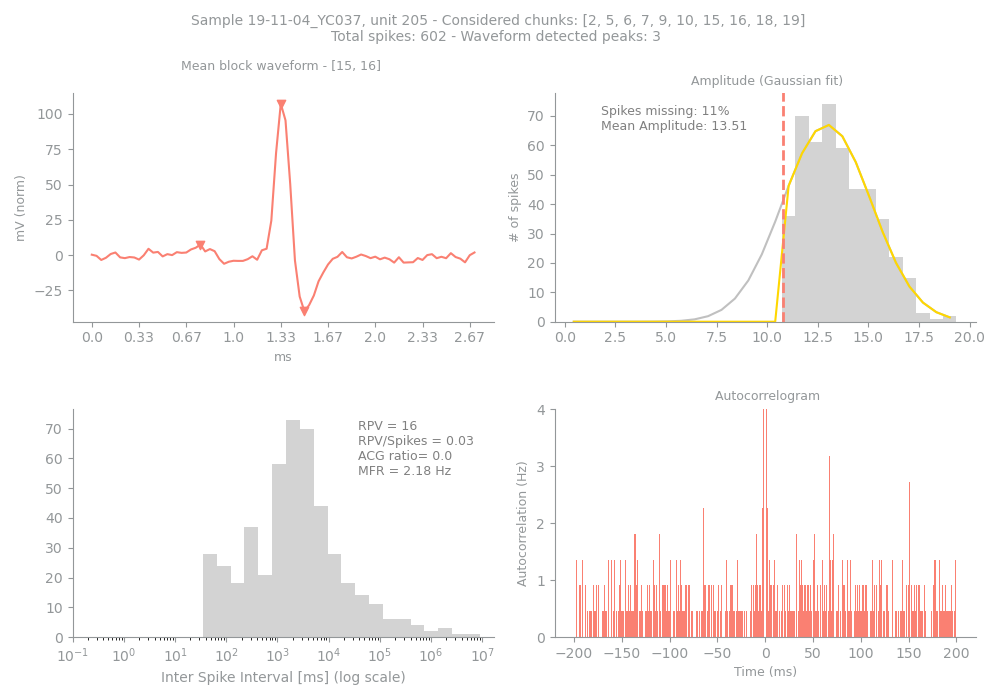 Sample 19-11-04_YC037, unit 205 - Considered chunks: [2, 5, 6, 7, 9, 10, 15, 16, 18, 19]
Total spikes: 602 - Waveform detected peaks: 3
Mean block waveform - [15, 16]
mV (norm)
100
75
50
25
0
−25
0.0 0.33 0.67 1.0 1.33 1.67 2.0 2.33 2.67
ms
Amplitude (Gaussian fit)
Spikes missing: 11%
Mean Amplitude: 13.51
# of spikes
70
60
50
40
30
20
10
0
0.0 2.5 5.0 7.5 10.0 12.5 15.0 17.5 20.0
RPV = 16
RPV/Spikes = 0.03
ACG ratio= 0.0
MFR = 2.18 Hz
70
60
50
40
30
20
10
0
10⁻¹ 10⁰ 10¹ 10² 10³ 10⁴ 10⁵ 10⁶ 10⁷
Inter Spike Interval [ms] (log scale)
Autocorrelogram
Autocorrelation (Hz)
4
3
2
1
0
−200 −150 −100 −50 0 50 100 150 200
Time (ms)